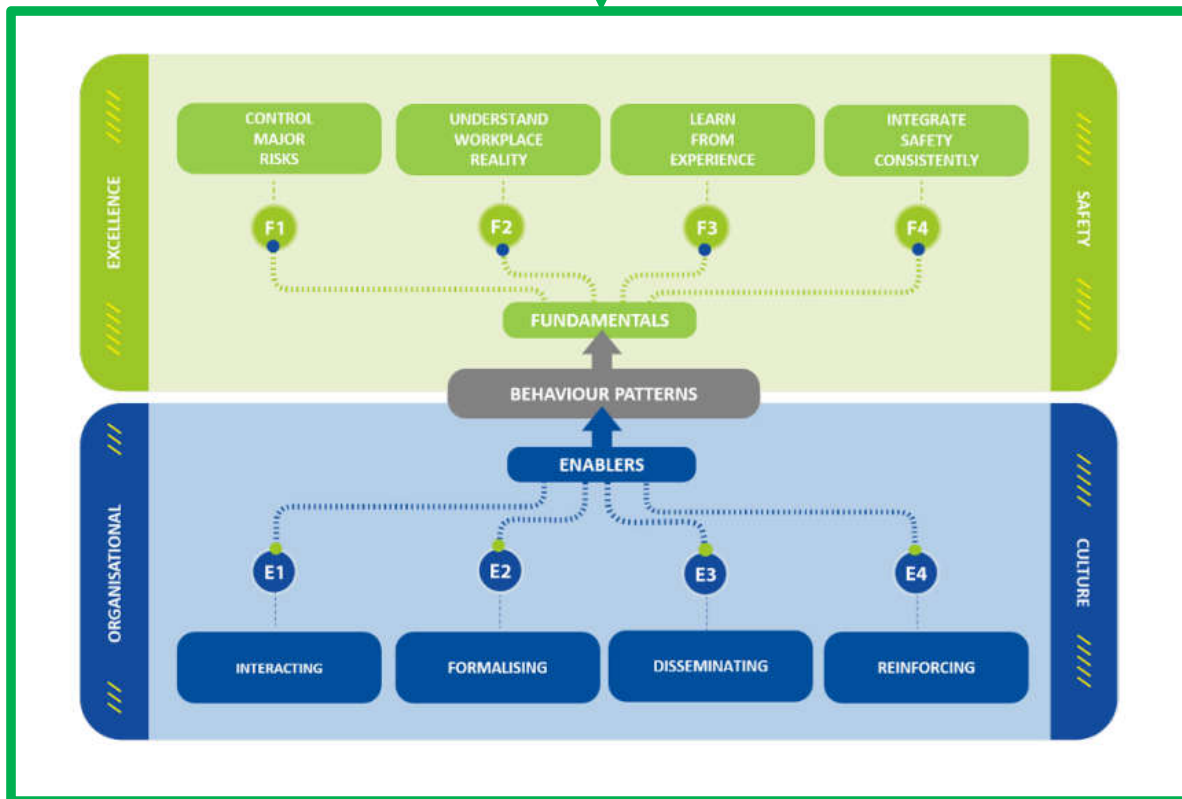 CONTROL
MAJOR
RISKS
UNDERSTAND
WORKPLACE
REALITY
LEARN
FROM
EXPERIENCE
INTEGRATE
SAFETY
CONSISTENTLY
EXCELLENCE
SAFETY
F1
F2
F3
F4
FUNDAMENTALS
BEHAVIOUR PATTERNS
ENABLERS
ORGANISATIONAL
CULTURE
E1
E2
E3
E4
INTERACTING
FORMALISING
DISSEMINATING
REINFORCING